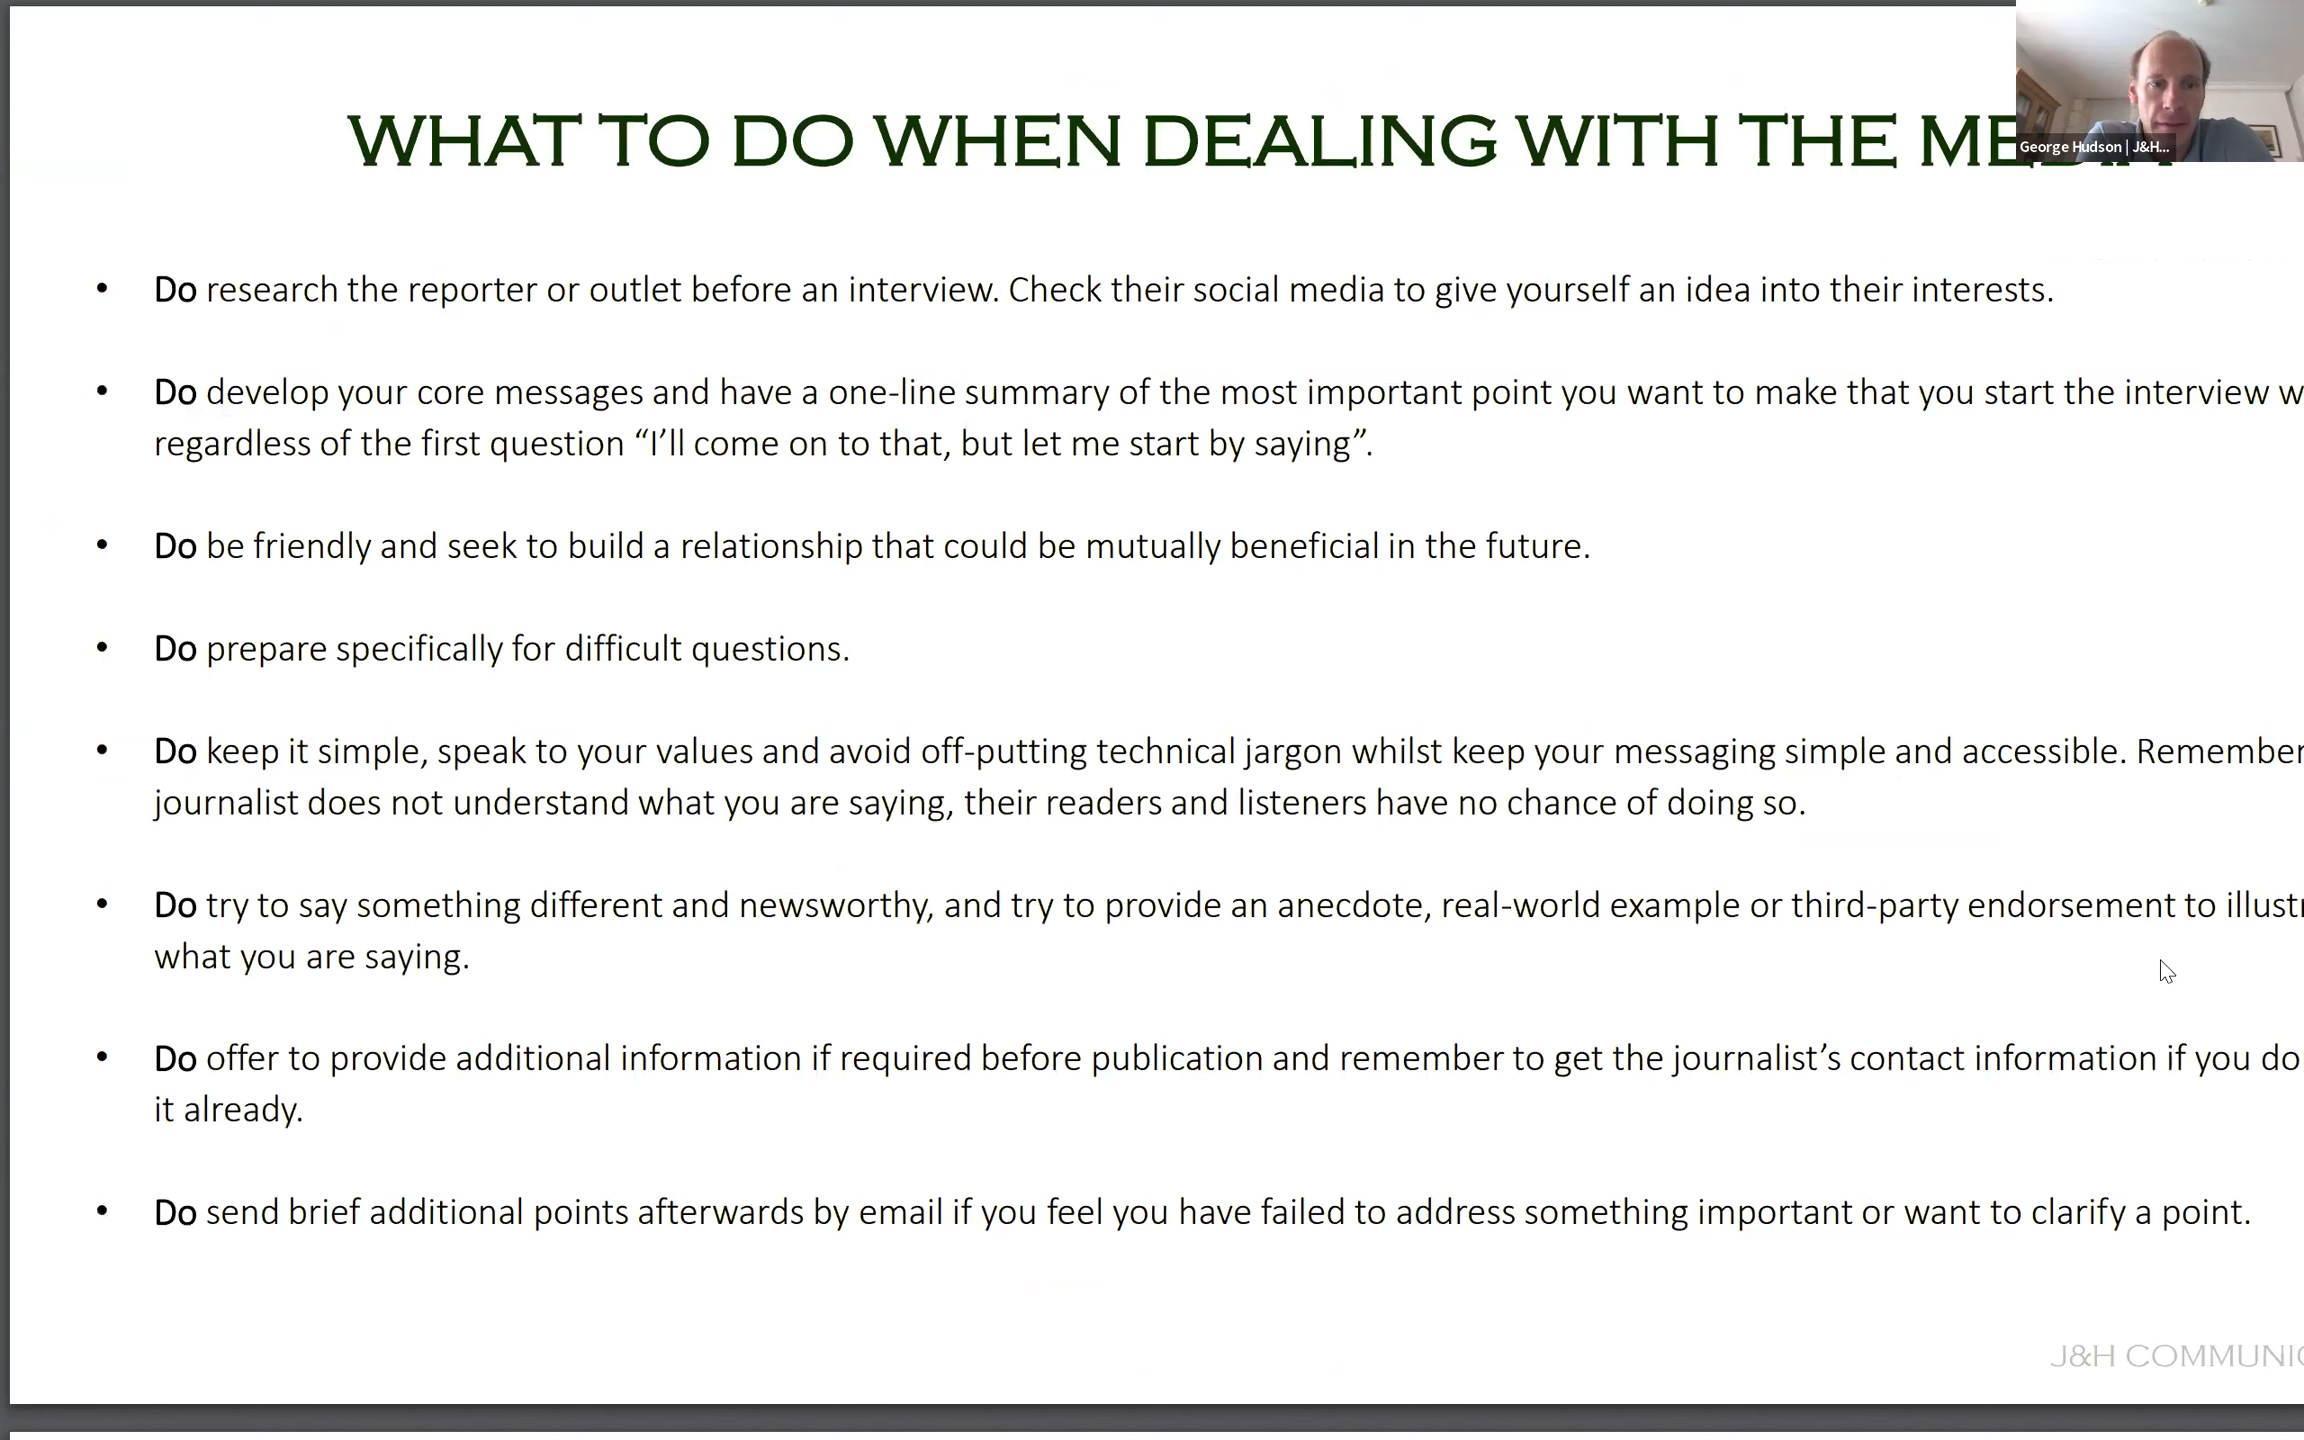 WHAT TO DO WHEN DEALING WITH THE
George Hudson | J&H...
• Do research the reporter or outlet before an interview. Check their social media to give yourself an idea into their interests.
• Do develop your core messages and have a one-line summary of the most important point you want to make that you start the interview
regardless of the first question “I’ll come on to that, but let me start by saying”.
• Do be friendly and seek to build a relationship that could be mutually beneficial in the future.
• Do prepare specifically for difficult questions.
• Do keep it simple, speak to your values and avoid off-putting technical jargon whilst keep your messaging simple and accessible. Remember
journalist does not understand what you are saying, their readers and listeners have no chance of doing so.
• Do try to say something different and newsworthy, and try to provide an anecdote, real-world example or third-party endorsement to
what you are saying.
• Do offer to provide additional information if required before publication and remember to get the journalist’s contact information if you do
it already.
• Do send brief additional points afterwards by email if you feel you have failed to address something important or want to clarify a point.
J&H